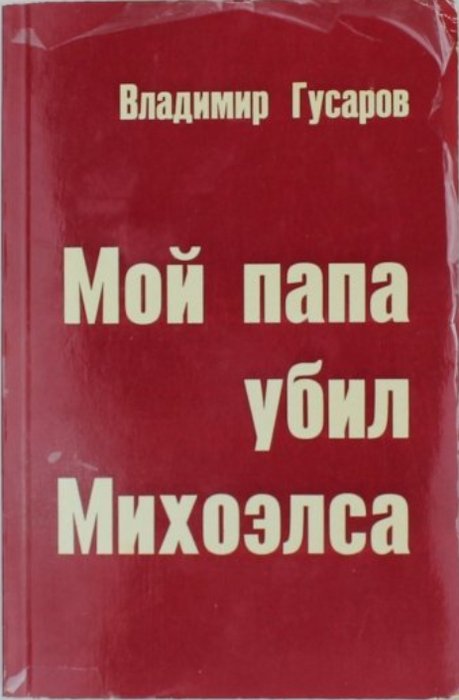 Владимир Гусаров
Мой папа
убил
Михоэлса